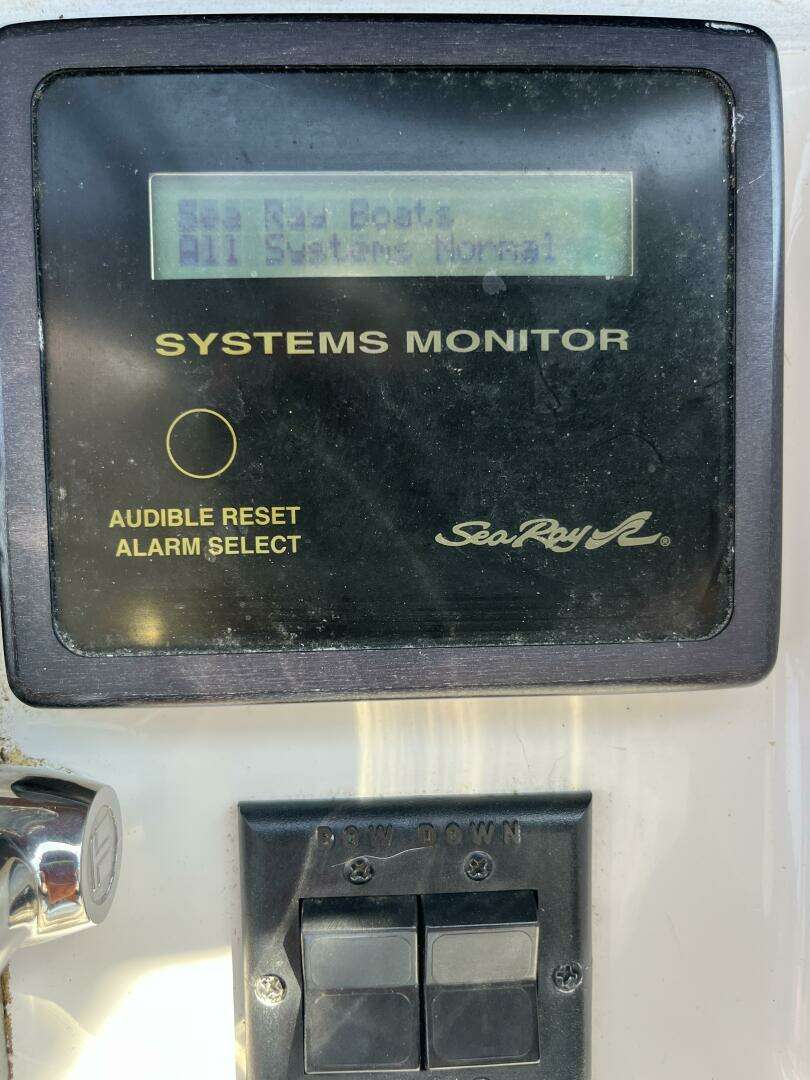 Sea Ray Boats
All Systems Normal
SYSTEMS MONITOR
AUDIBLE RESET
ALARM SELECT
Sea Ray ®
BOW DOWN